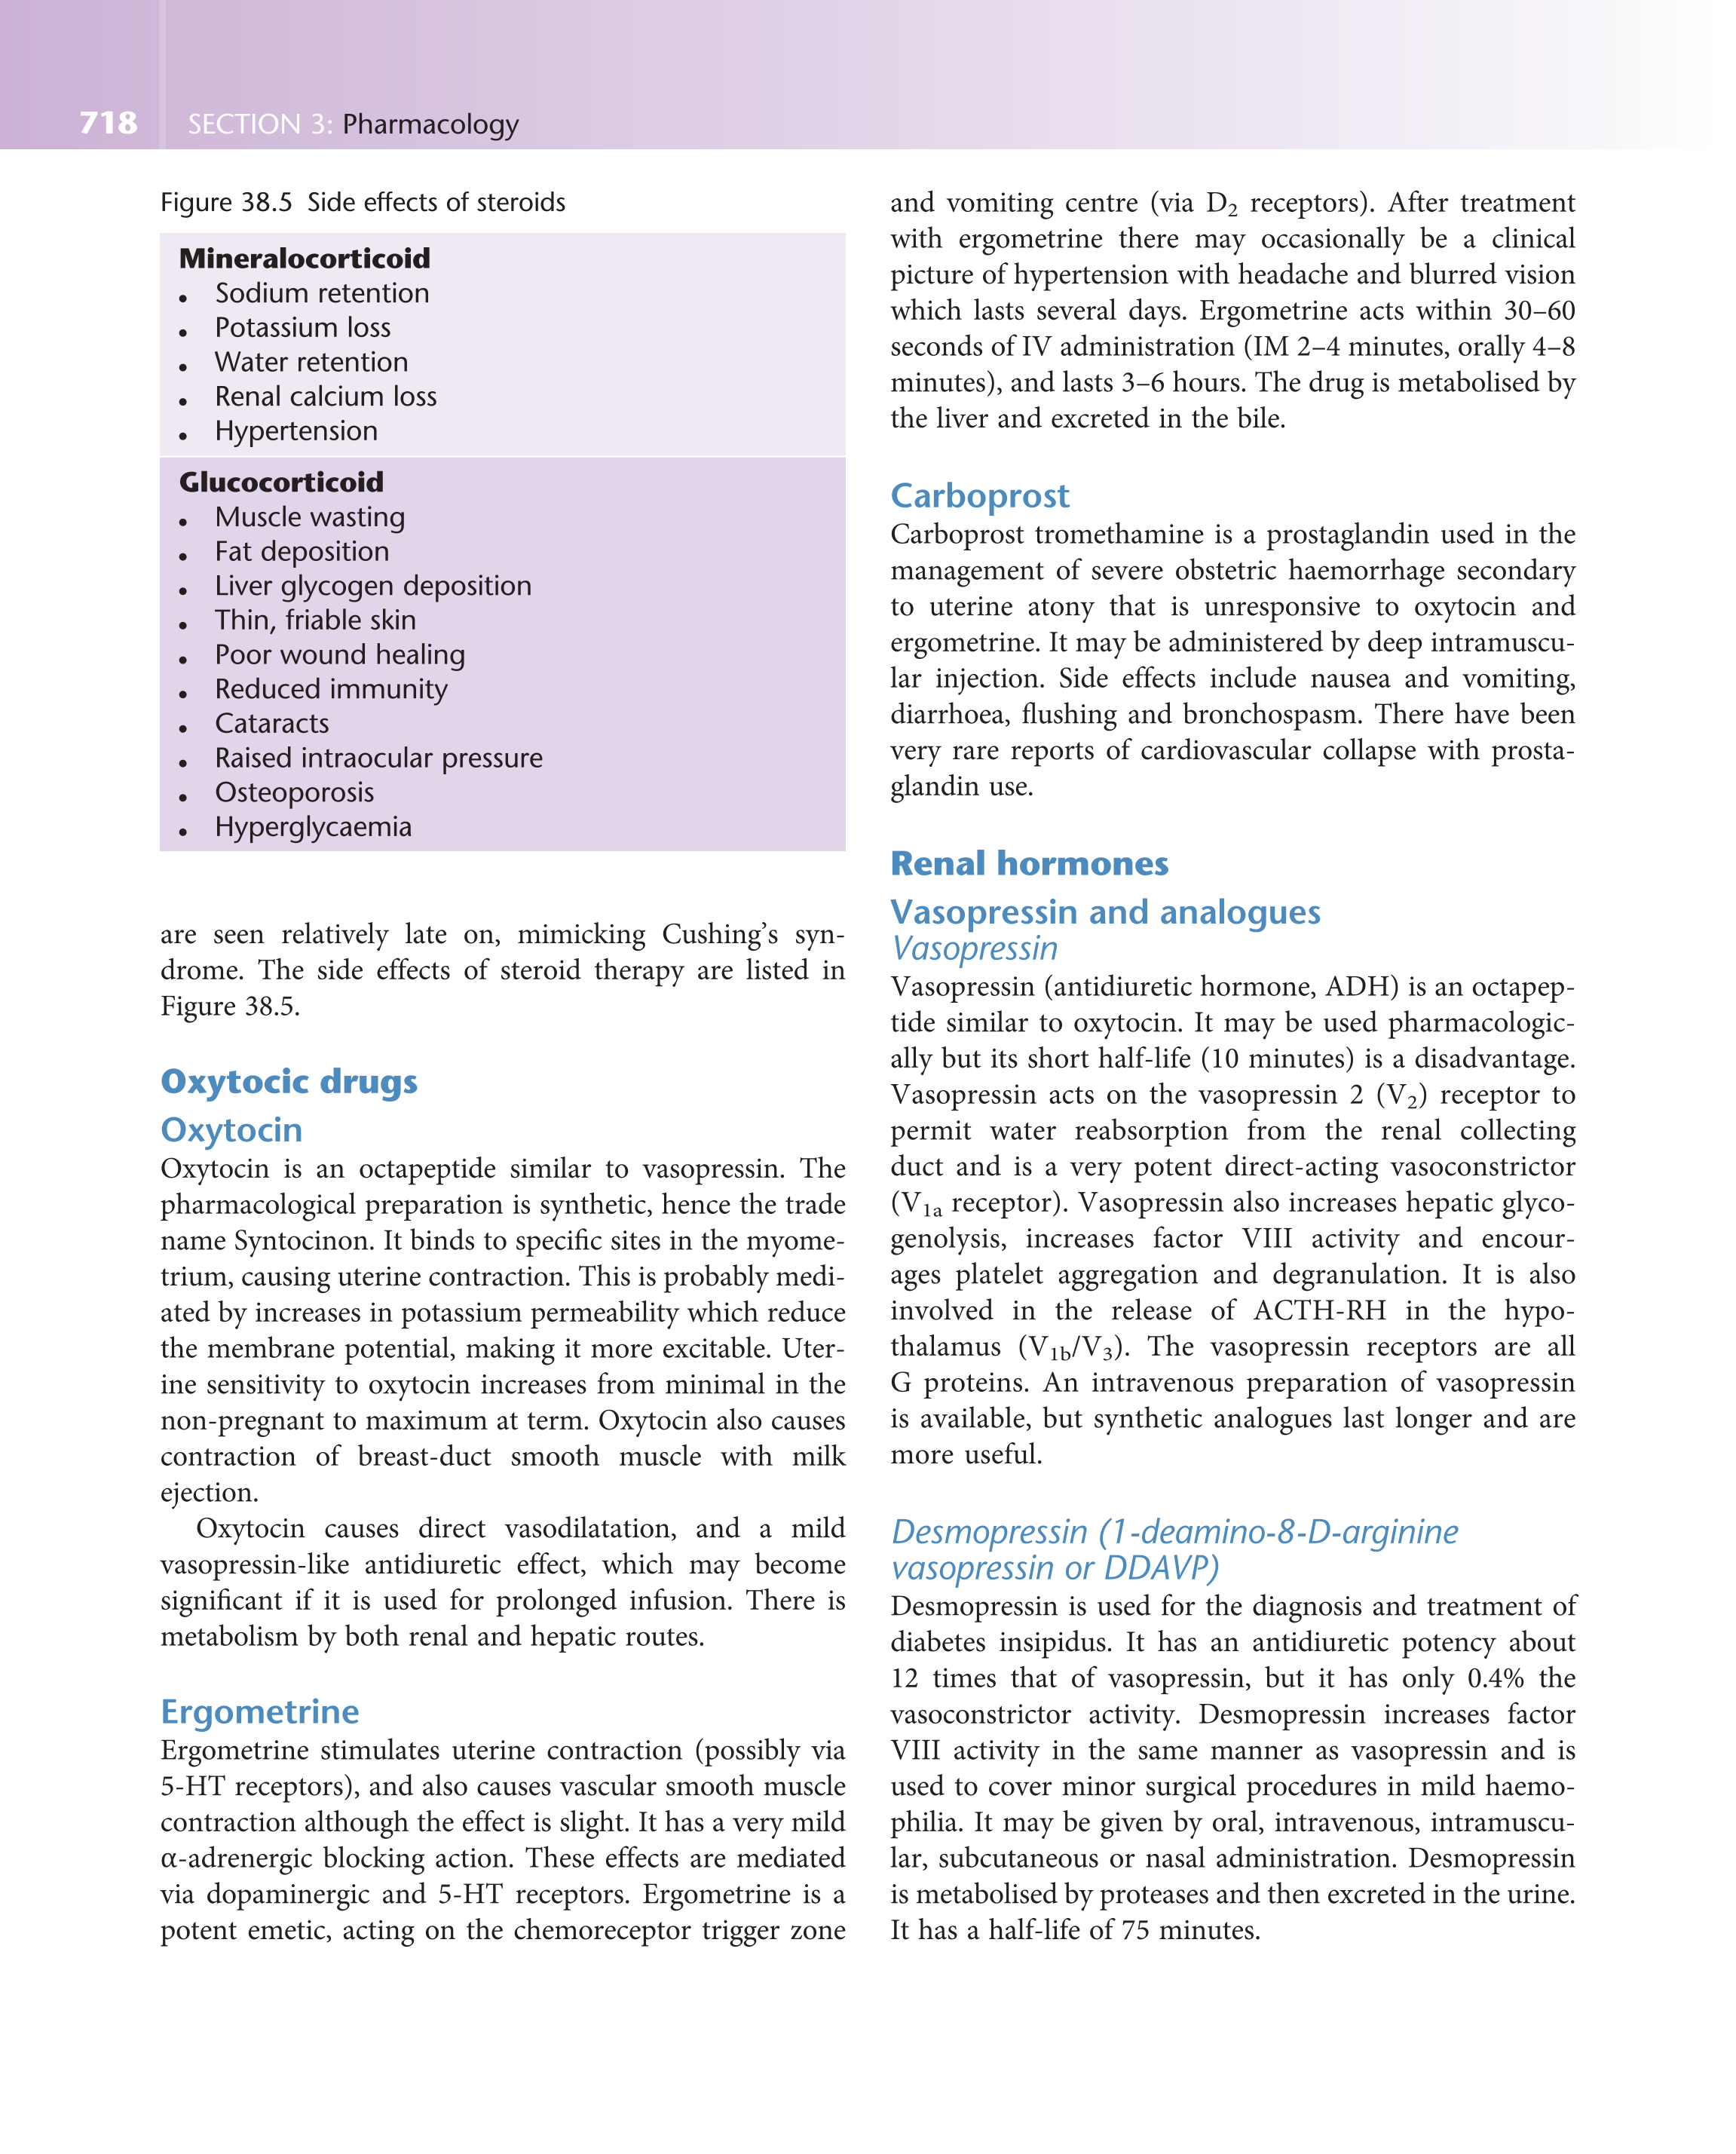 718 SECTION 3: Pharmacology
Figure 38.5 Side effects of steroids
Mineralocorticoid
• Sodium retention
• Potassium loss
• Water retention
• Renal calcium loss
• Hypertension
Glucocorticoid
• Muscle wasting
• Fat deposition
• Liver glycogen deposition
• Thin, friable skin
• Poor wound healing
• Reduced immunity
• Cataracts
• Raised intraocular pressure
• Osteoporosis
• Hyperglycaemia
are seen relatively late on, mimicking Cushing's syn-
drome. The side effects of steroid therapy are listed in
Figure 38.5.
Oxytocic drugs
Oxytocin
Oxytocin is an octapeptide similar to vasopressin. The
pharmacological preparation is synthetic, hence the trade
name Syntocinon. It binds to specific sites in the myome-
trium, causing uterine contraction. This is probably medi-
ated by increases in potassium permeability which reduce
the membrane potential, making it more excitable. Uter-
ine sensitivity to oxytocin increases from minimal in the
non-pregnant to maximum at term. Oxytocin also causes
contraction of breast-duct smooth muscle with milk
ejection.
Oxytocin causes direct vasodilatation, and a mild
vasopressin-like antidiuretic effect, which may become
significant if it is used for prolonged infusion. There is
metabolism by both renal and hepatic routes.
Ergometrine
Ergometrine stimulates uterine contraction (possibly via
5-HT receptors), and also causes vascular smooth muscle
contraction although the effect is slight. It has a very mild
α-adrenergic blocking action. These effects are mediated
via dopaminergic and 5-HT receptors. Ergometrine is a
potent emetic, acting on the chemoreceptor trigger zone
and vomiting centre (via D₂ receptors). After treatment
with ergometrine there may occasionally be a clinical
picture of hypertension with headache and blurred vision
which lasts several days. Ergometrine acts within 30–60
seconds of IV administration (IM 2–4 minutes, orally 4–8
minutes), and lasts 3–6 hours. The drug is metabolised by
the liver and excreted in the bile.
Carboprost
Carboprost tromethamine is a prostaglandin used in the
management of severe obstetric haemorrhage secondary
to uterine atony that is unresponsive to oxytocin and
ergometrine. It may be administered by deep intramuscu-
lar injection. Side effects include nausea and vomiting,
diarrhoea, flushing and bronchospasm. There have been
very rare reports of cardiovascular collapse with prosta-
glandin use.
Renal hormones
Vasopressin and analogues
Vasopressin
Vasopressin (antidiuretic hormone, ADH) is an octapep-
tide similar to oxytocin. It may be used pharmacologic-
ally but its short half-life (10 minutes) is a disadvantage.
Vasopressin acts on the vasopressin 2 (V₂) receptor to
permit water reabsorption from the renal collecting
duct and is a very potent direct-acting vasoconstrictor
(V₁ₐ receptor). Vasopressin also increases hepatic glyco-
genolysis, increases factor VIII activity and encour-
ages platelet aggregation and degranulation. It is also
involved in the release of ACTH-RH in the hypo-
thalamus (V1b/V₃). The vasopressin receptors are all
G proteins. An intravenous preparation of vasopressin
is available, but synthetic analogues last longer and are
more useful.
Desmopressin (1-deamino-8-D-arginine
vasopressin or DDAVP)
Desmopressin is used for the diagnosis and treatment of
diabetes insipidus. It has an antidiuretic potency about
12 times that of vasopressin, but it has only 0.4% the
vasoconstrictor activity. Desmopressin increases factor
VIII activity in the same manner as vasopressin and is
used to cover minor surgical procedures in mild haemo-
philia. It may be given by oral, intravenous, intramuscu-
lar, subcutaneous or nasal administration. Desmopressin
is metabolised by proteases and then excreted in the urine.
It has a half-life of 75 minutes.